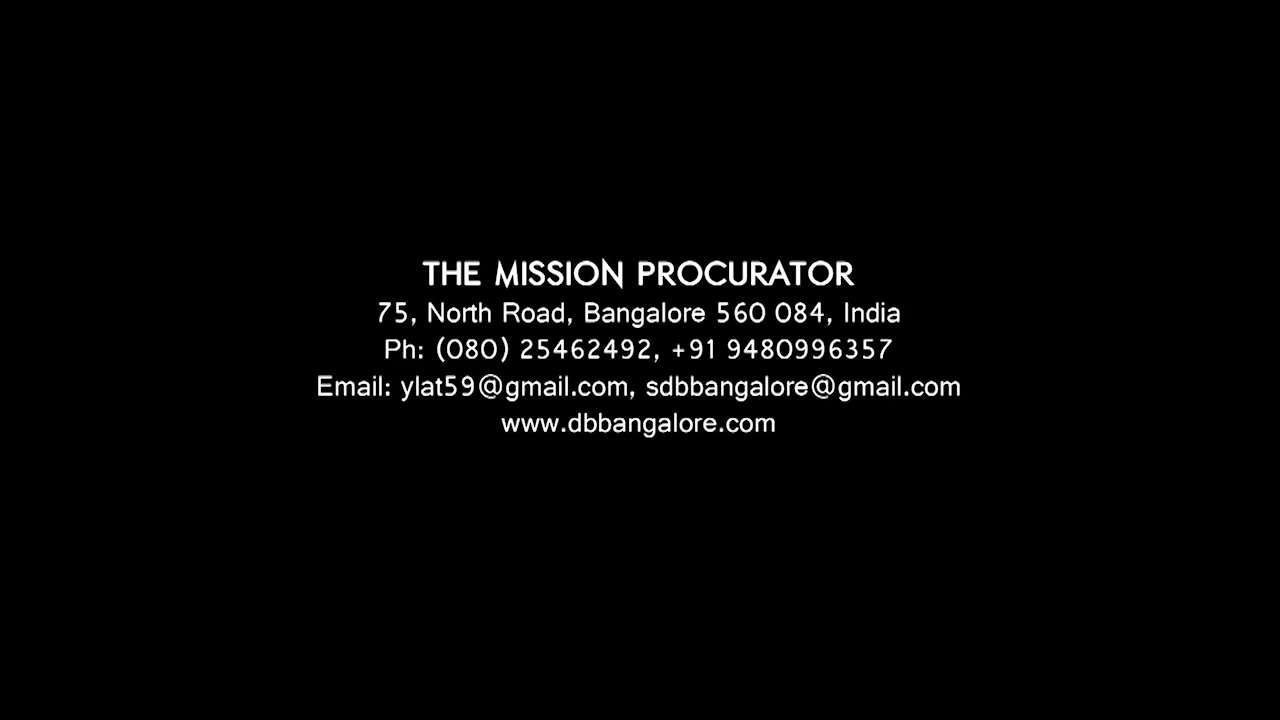 THE MISSION PROCURATOR
75, North Road, Bangalore 560 084, India
Ph: (080) 25462492, +91 9480996357
Email: ylat59@gmail.com, sdbbangalore@gmail.com
www.dbbangalore.com